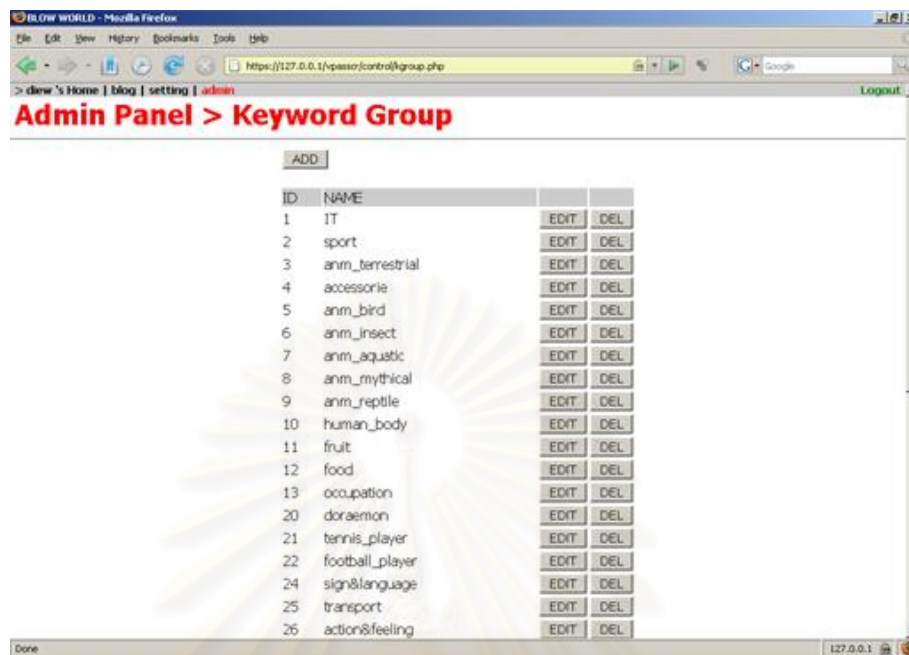 BLOW WORLD - Mozilla Firefox
File Edit View History Bookmarks Tools Help
https://127.0.0.1/vpassor/control/kgroup.php Google
> diew 's Home | blog | setting | admin Logout
Admin Panel > Keyword Group
ADD
ID NAME
1 IT EDIT DEL
2 sport EDIT DEL
3 anm_terrestrial EDIT DEL
4 accessorie EDIT DEL
5 anm_bird EDIT DEL
6 anm_insect EDIT DEL
7 anm_aquatic EDIT DEL
8 anm_mythical EDIT DEL
9 anm_reptile EDIT DEL
10 human_body EDIT DEL
11 fruit EDIT DEL
12 food EDIT DEL
13 occupation EDIT DEL
20 doraemon EDIT DEL
21 tennis_player EDIT DEL
22 football_player EDIT DEL
24 sign&language EDIT DEL
25 transport EDIT DEL
26 action&feeling EDIT DEL
Done 127.0.0.1